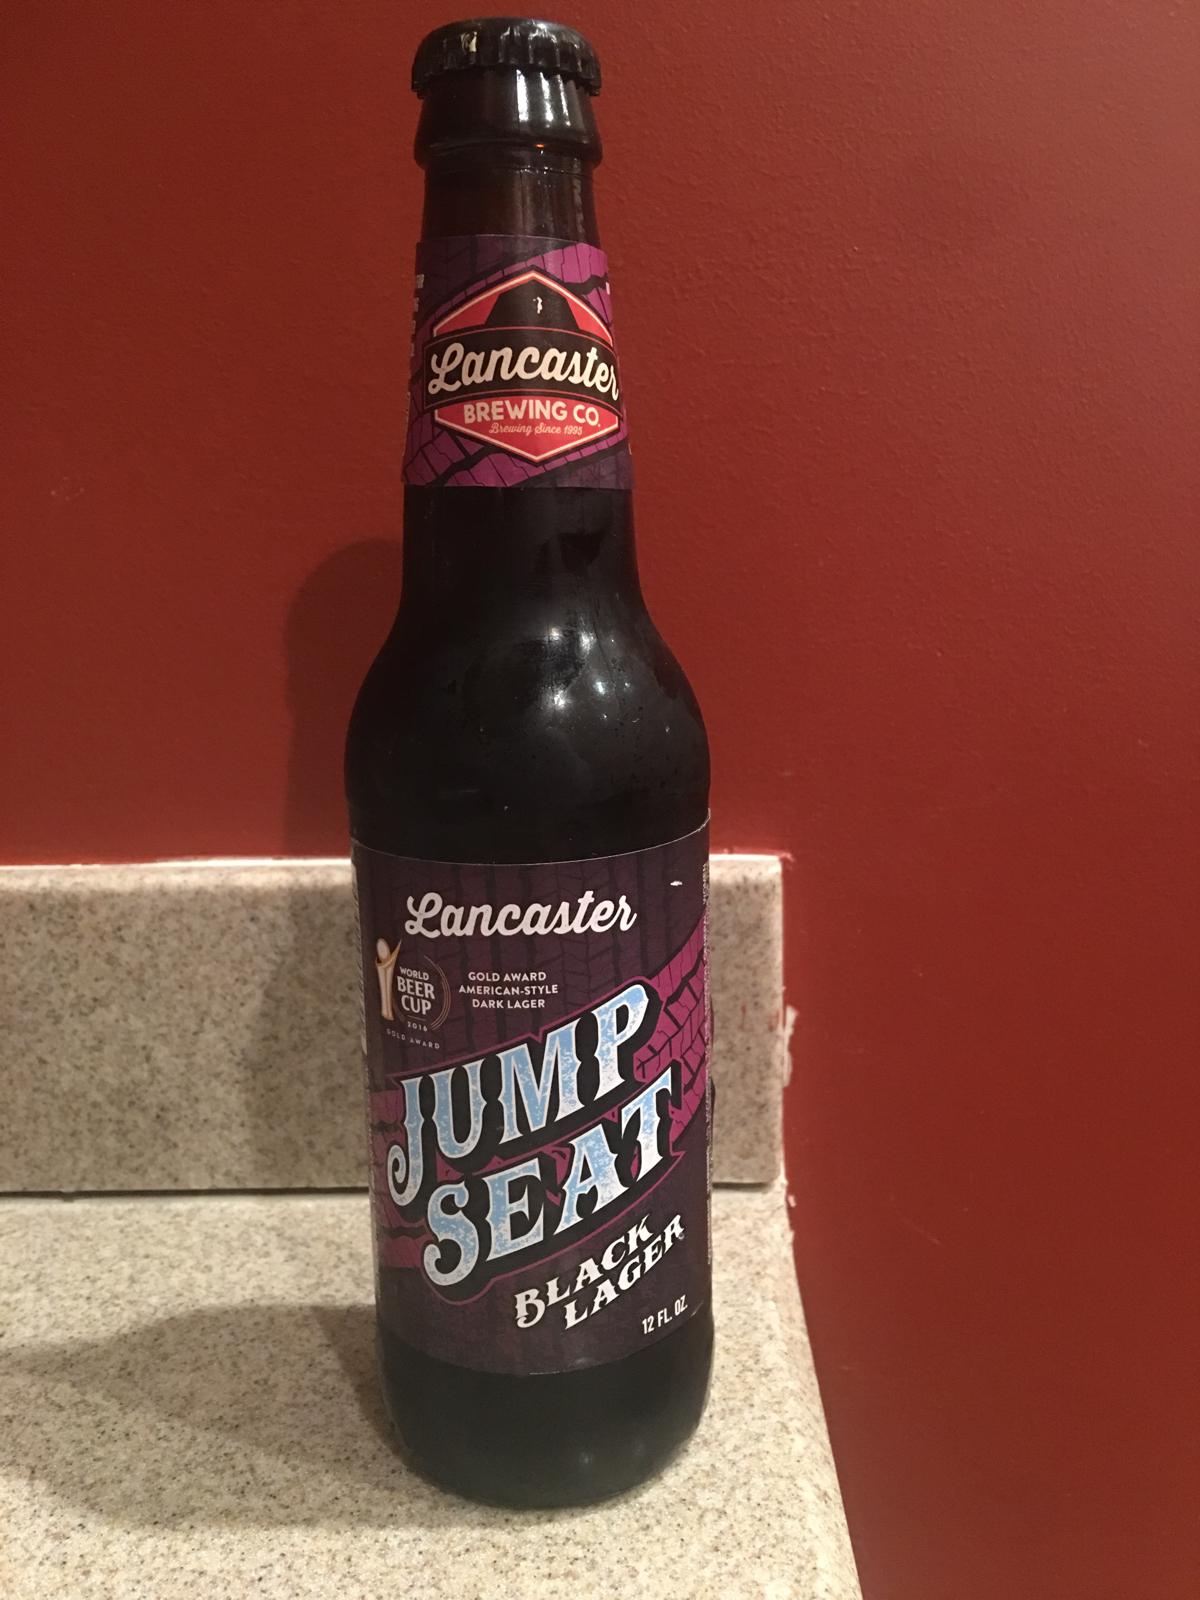 Lancaster
BREWING CO.
Brewing Since 1995
Lancaster
WORLD
BEER
CUP
2016
GOLD AWARD
GOLD AWARD
AMERICAN-STYLE
DARK LAGER
JUMP
SEAT
BLACK
LAGER
12 FL. OZ.